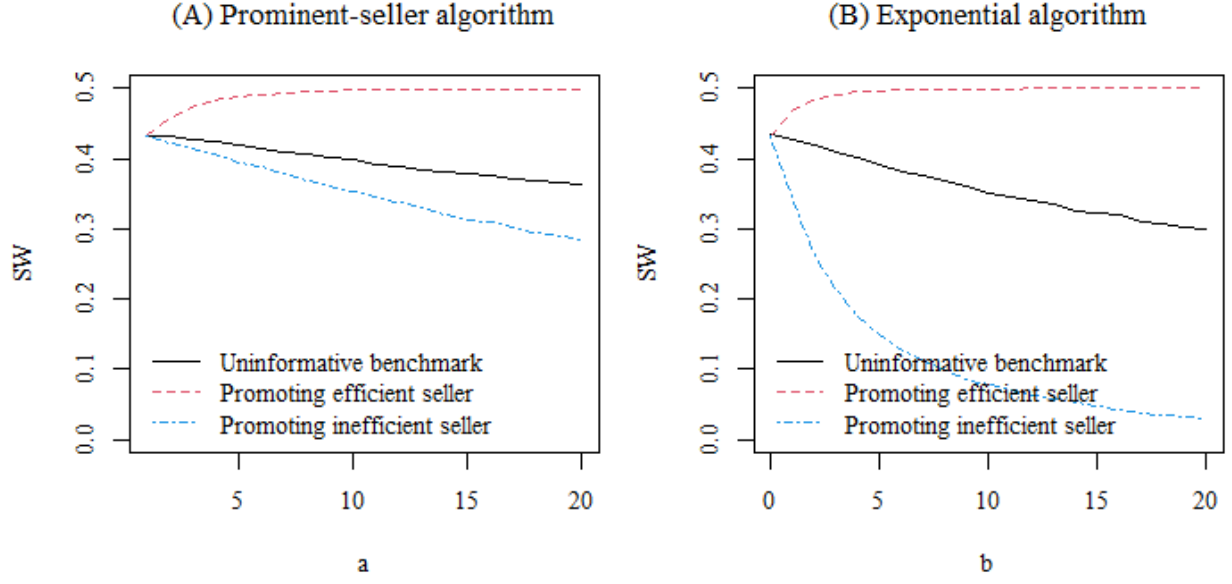 (A) Prominent-seller algorithm
SW
0.5
0.4
0.3
0.2
0.1
0.0
Uninformative benchmark
Promoting efficient seller
Promoting inefficient seller
5 10 15 20
a
(B) Exponential algorithm
SW
0.5
0.4
0.3
0.2
0.1
0.0
Uninformative benchmark
Promoting efficient seller
Promoting inefficient seller
0 5 10 15 20
b